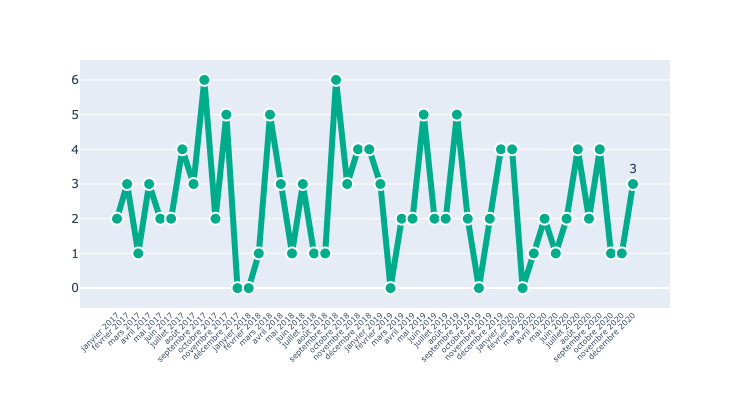 6
5
4
3
2
1
0
3
janvier 2017
février 2017
mars 2017
avril 2017
mai 2017
juin 2017
juillet 2017
août 2017
septembre 2017
octobre 2017
novembre 2017
décembre 2017
janvier 2018
février 2018
mars 2018
avril 2018
mai 2018
juin 2018
juillet 2018
août 2018
septembre 2018
octobre 2018
novembre 2018
décembre 2018
janvier 2019
février 2019
mars 2019
avril 2019
mai 2019
juin 2019
juillet 2019
août 2019
septembre 2019
octobre 2019
novembre 2019
décembre 2019
janvier 2020
février 2020
mars 2020
avril 2020
mai 2020
juin 2020
juillet 2020
août 2020
septembre 2020
octobre 2020
novembre 2020
décembre 2020